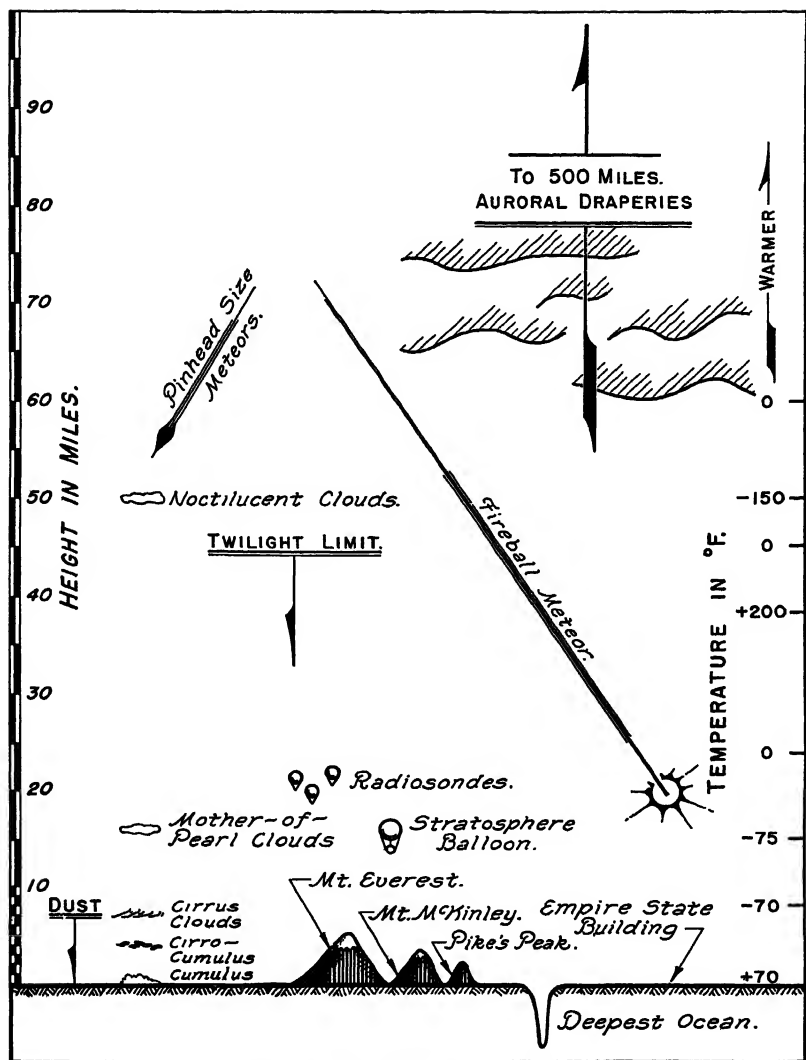 90
To 500 Miles.
Auroral Draperies
80
Warmer
70
Pinhead Size
Meteors.
60
0
Height in Miles.
50
Noctilucent Clouds.
-150
Twilight Limit.
0
Fireball Meteor.
40
+200
Temperature in °F.
30
0
20
Radiosondes.
Mother-of-
Pearl Clouds
Stratosphere
Balloon.
-75
10
Mt. Everest.
-70
Dust
Cirrus
Clouds
Mt. McKinley.
Empire State
Building
Cirro-
Cumulus
Pike's Peak.
Cumulus
+70
Deepest Ocean.